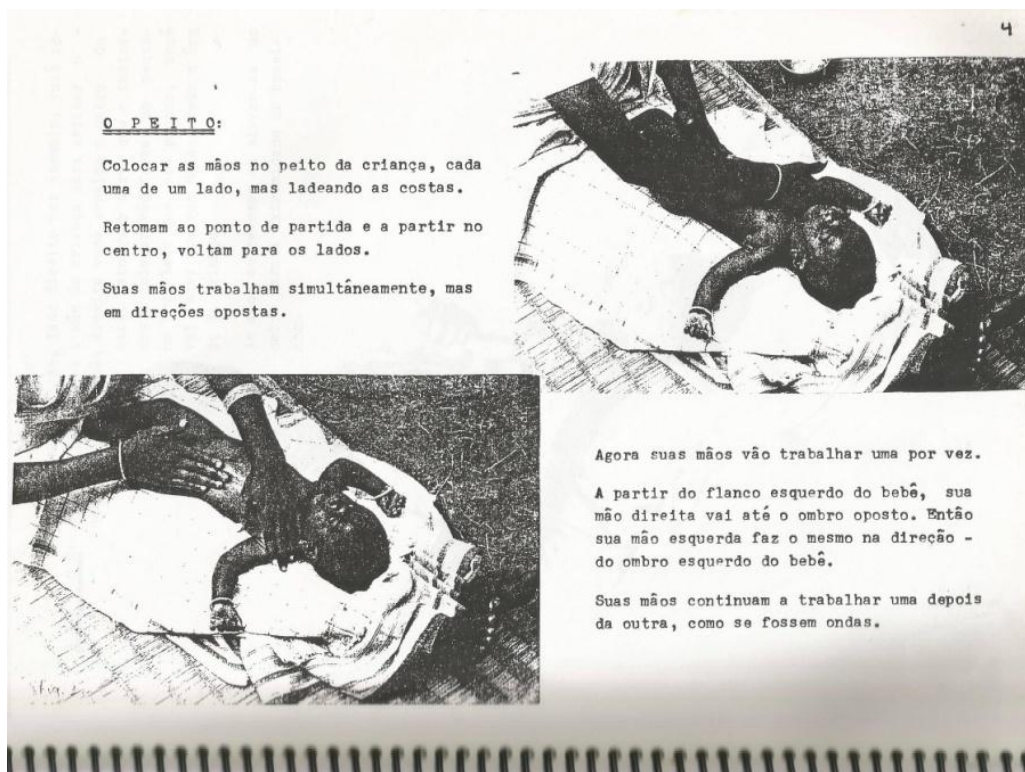 4
O PEITO:
Colocar as mãos no peito da criança, cada
uma de um lado, mas ladeando as costas.
Retomam ao ponto de partida e a partir no
centro, voltam para os lados.
Suas mãos trabalham simultâneamente, mas
em direções opostas.
Agora suas mãos vão trabalhar uma por vez.
A partir do flanco esquerdo do bebê, sua
mão direita vai até o ombro oposto. Então
sua mão esquerda faz o mesmo na direção -
do ombro esquerdo do bebê.
Suas mãos continuam a trabalhar uma depois
da outra, como se fossem ondas.